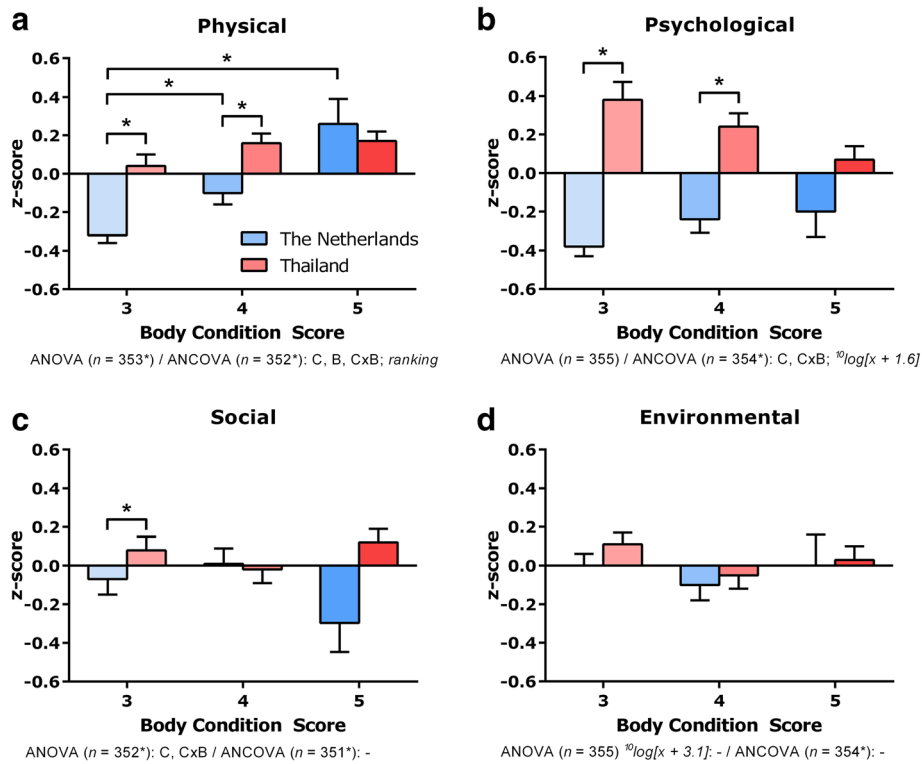 a
Physical
z-score
0.6
0.4
0.2
0.0
-0.2
-0.4
-0.6
*
*
*
*
The Netherlands
Thailand
3 4 5
Body Condition Score
ANOVA (n = 353*) / ANCOVA (n = 352*): C, B, CxB; ranking
b
Psychological
z-score
0.6
0.4
0.2
0.0
-0.2
-0.4
-0.6
*
*
3 4 5
Body Condition Score
ANOVA (n = 355) / ANCOVA (n = 354*): C, CxB; ¹⁰log[x + 1.6]
c
Social
z-score
0.6
0.4
0.2
0.0
-0.2
-0.4
-0.6
*
3 4 5
Body Condition Score
ANOVA (n = 352*): C, CxB / ANCOVA (n = 351*): -
d
Environmental
z-score
0.6
0.4
0.2
0.0
-0.2
-0.4
-0.6
3 4 5
Body Condition Score
ANOVA (n = 355) ¹⁰log[x + 3.1]: - / ANCOVA (n = 354*): -